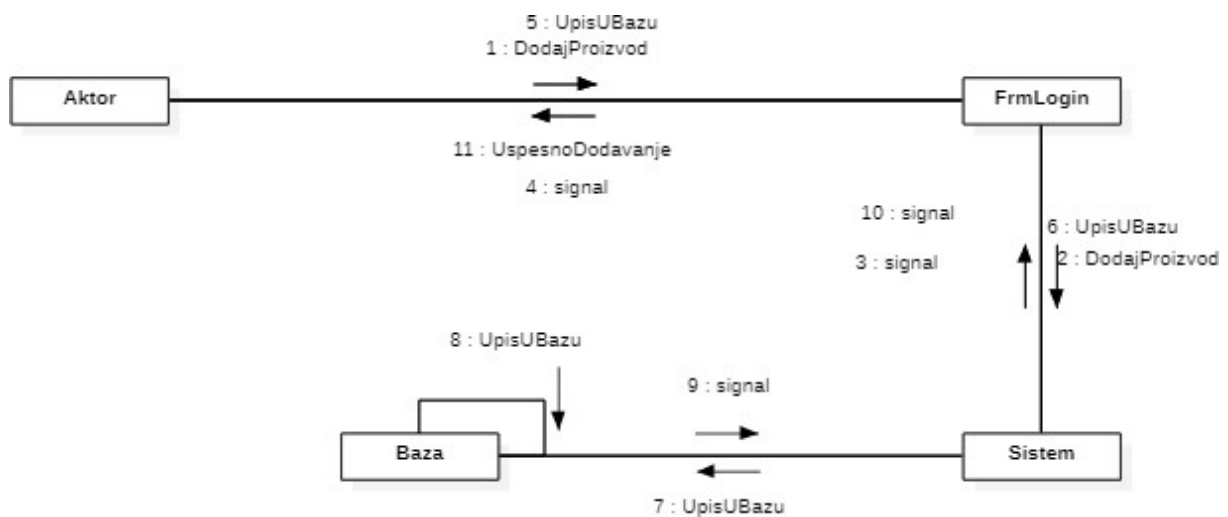 5 : UpisUBazu
1 : DodajProizvod
Aktor
FrmLogin
11 : UspesnoDodavanje
4 : signal
10 : signal
6 : UpisUBazu
3 : signal
2 : DodajProizvod
8 : UpisUBazu
9 : signal
Baza
Sistem
7 : UpisUBazu